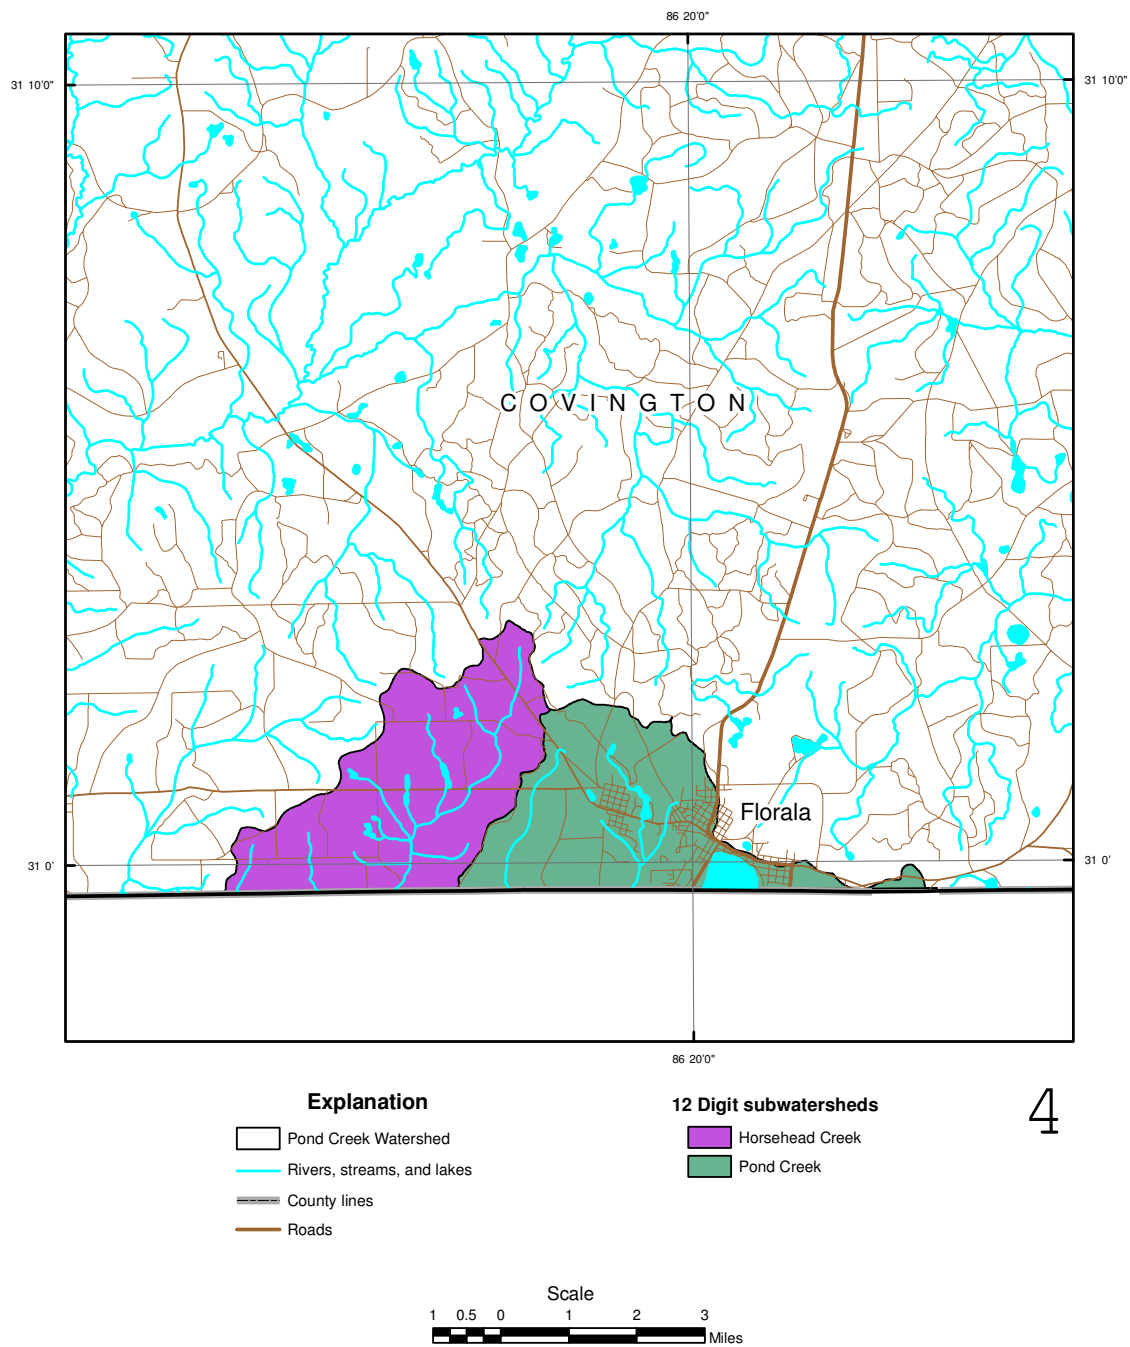 86 20'0"
31 10'0"
31 10'0"
COVINGTON
Florala
31 0'
31 0'
86 20'0"
Explanation
Pond Creek Watershed
Rivers, streams, and lakes
County lines
Roads
12 Digit subwatersheds
Horsehead Creek
Pond Creek
4
Scale
1 0.5 0 1 2 3
Miles